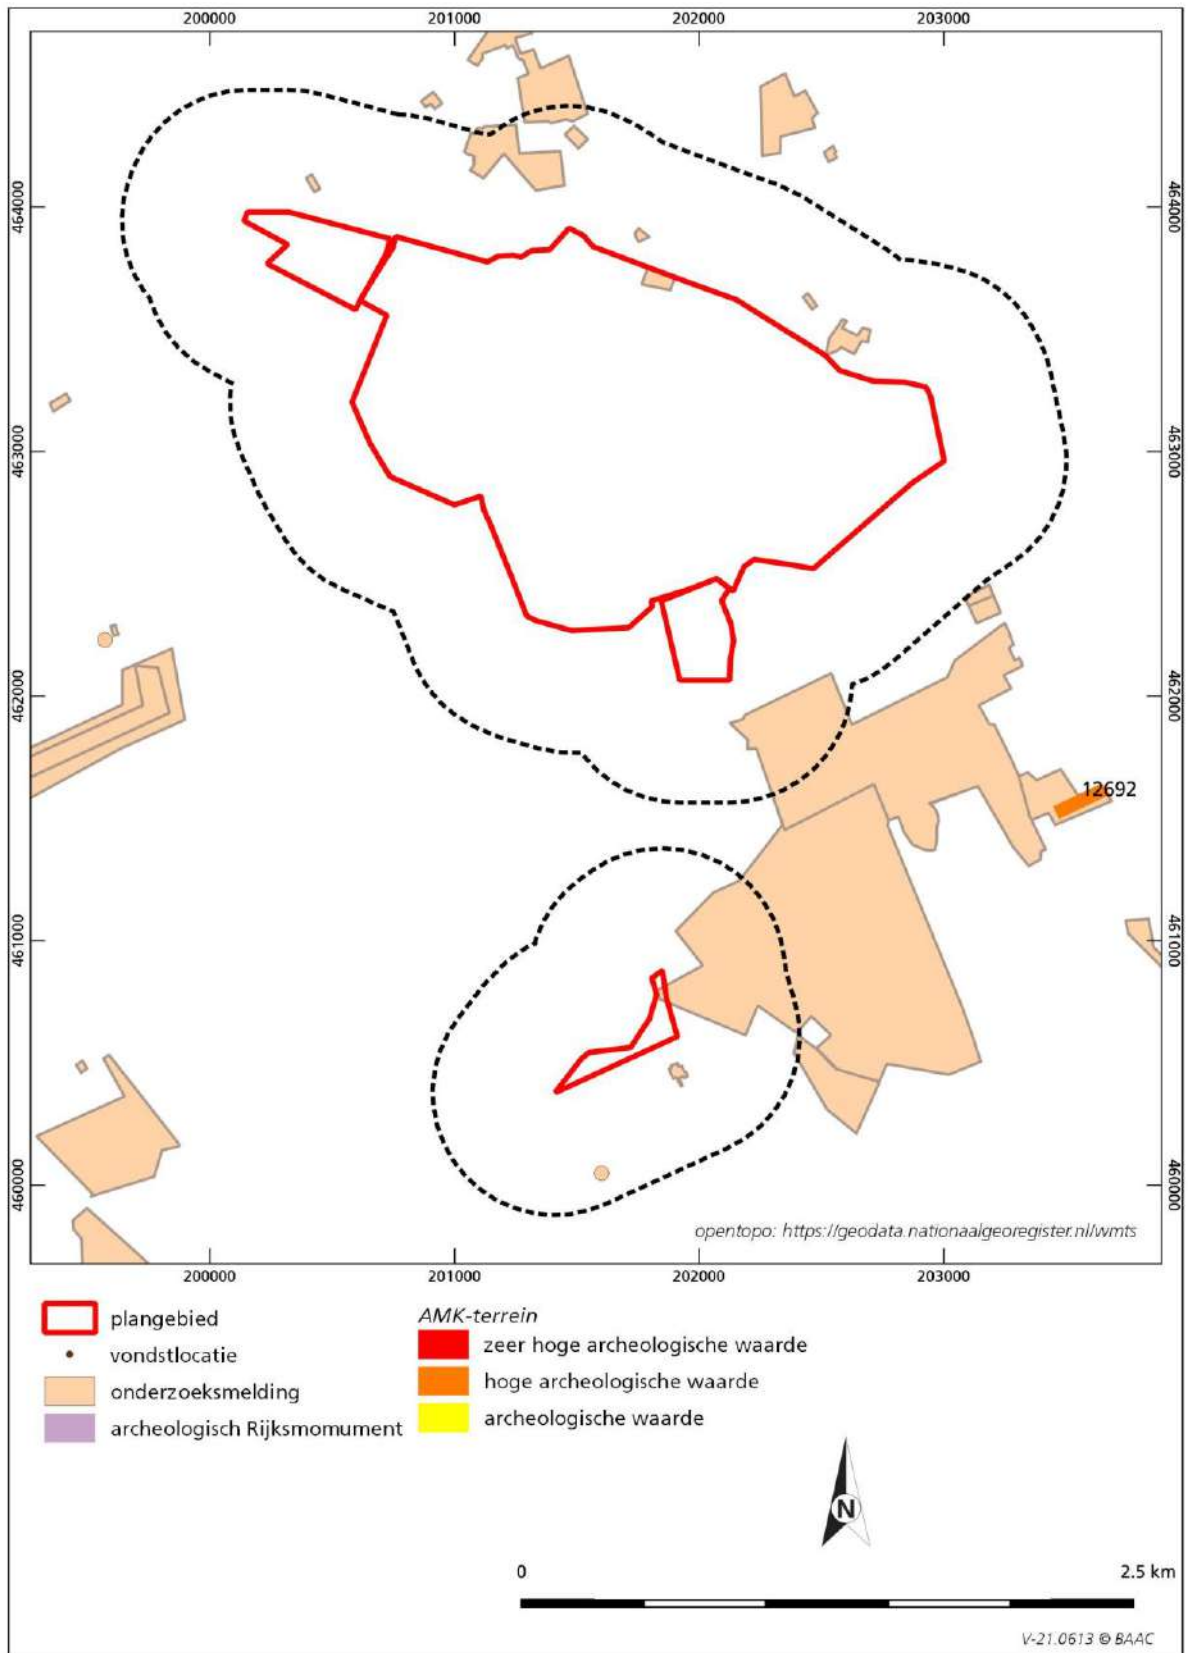 200000 201000 202000 203000
464000 464000
463000 463000
462000 462000
12692
461000 461000
460000 460000
opentopo: https://geodata.nationaalgeoregister.nl/wmts
200000 201000 202000 203000
plangebied
vondstlocatie
onderzoeksmelding
archeologisch Rijksmomument
AMK-terrein
zeer hoge archeologische waarde
hoge archeologische waarde
archeologische waarde
N
0 2.5 km
V-21.0613 © BAAC